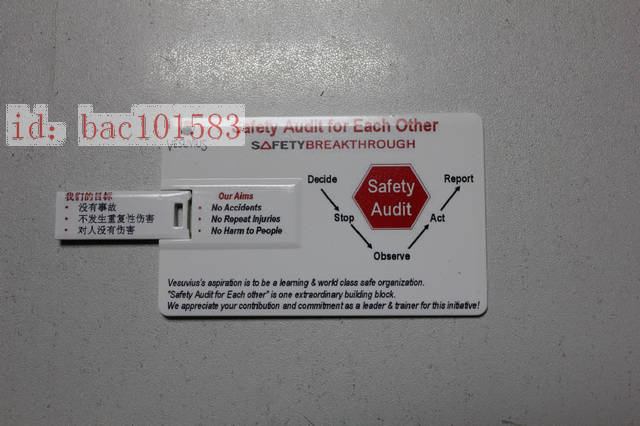 id: bac101583
Safety Audit for Each Other
VESUVIUS
SAFETYBREAKTHROUGH
我们的目标
• 没有事故
• 不发生重复性伤害
• 对人没有伤害
Our Aims
• No Accidents
• No Repeat Injuries
• No Harm to People
Decide
Stop
Observe
Act
Report
Safety
Audit
Vesuvius's aspiration is to be a learning & world class safe organization.
"Safety Audit for Each other" is one extraordinary building block.
We appreciate your contribution and commitment as a leader & trainer for this initiative!